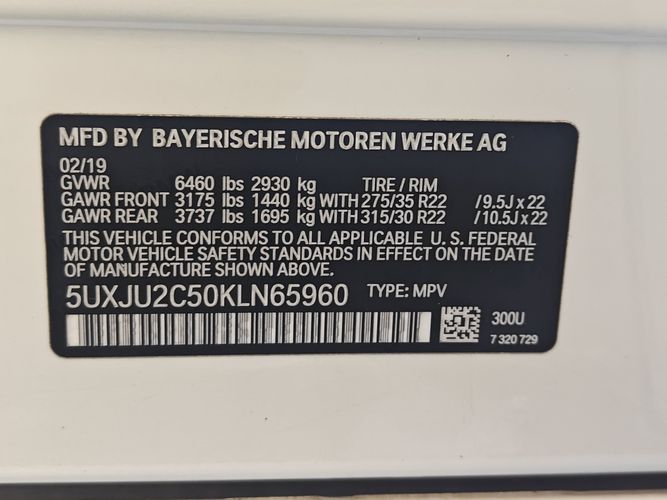 MFD BY BAYERISCHE MOTOREN WERKE AG
02/19
GVWR 6460 lbs 2930 kg TIRE / RIM
GAWR FRONT 3175 lbs 1440 kg WITH 275/35 R22 /9.5J x 22
GAWR REAR 3737 lbs 1695 kg WITH 315/30 R22 /10.5J x 22
THIS VEHICLE CONFORMS TO ALL APPLICABLE U. S. FEDERAL
MOTOR VEHICLE SAFETY STANDARDS IN EFFECT ON THE DATE
OF MANUFACTURE SHOWN ABOVE.
5UXJU2C50KLN65960 TYPE: MPV
300U
7 320 729